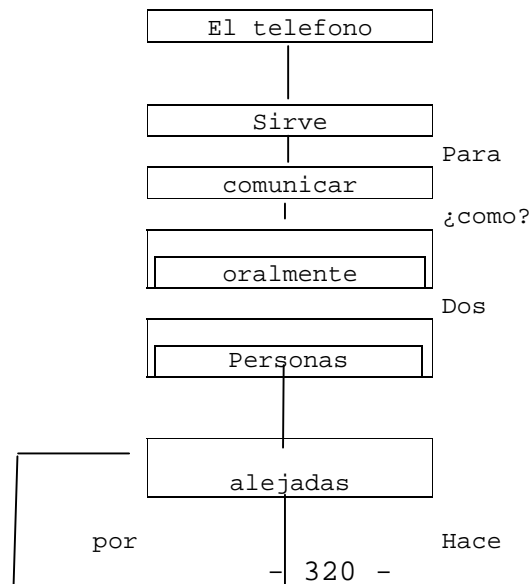 El telefono
Sirve
Para
comunicar
¿como?
oralmente
Dos
Personas
alejadas
por Hace
- 320 -